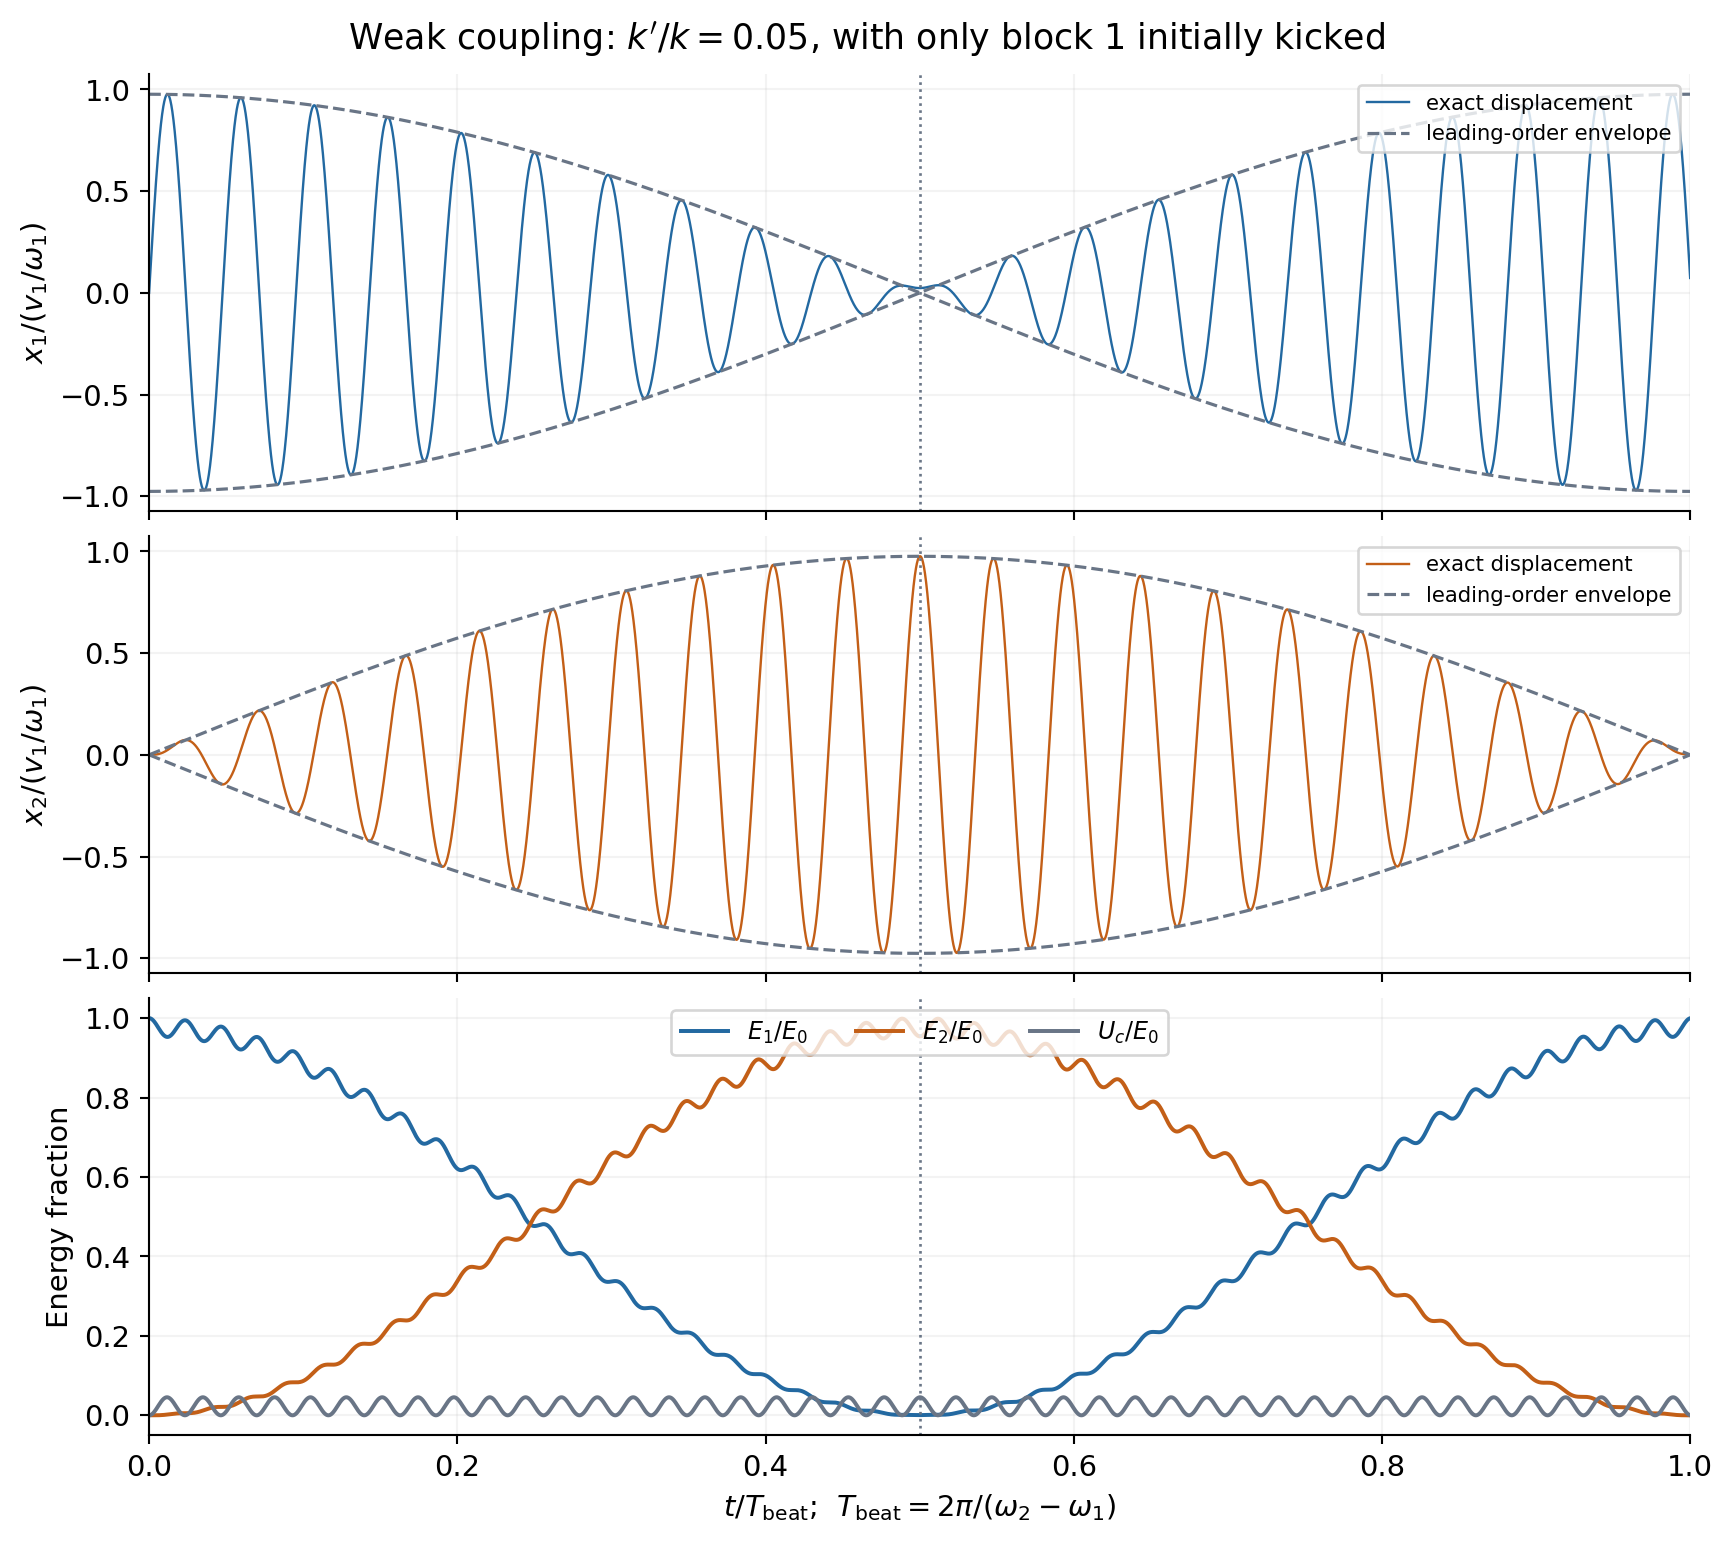 Weak coupling: k′/k = 0.05, with only block 1 initially kicked
x₁/(v₁/ω₁)
1.0
0.5
0.0
−0.5
−1.0
exact displacement
leading-order envelope
x₂/(v₁/ω₁)
1.0
0.5
0.0
−0.5
−1.0
exact displacement
leading-order envelope
Energy fraction
1.0
0.8
0.6
0.4
0.2
0.0
E₁/E₀ E₂/E₀ U_c/E₀
0.0 0.2 0.4 0.6 0.8 1.0
t/T_beat; T_beat = 2π/(ω₂ − ω₁)